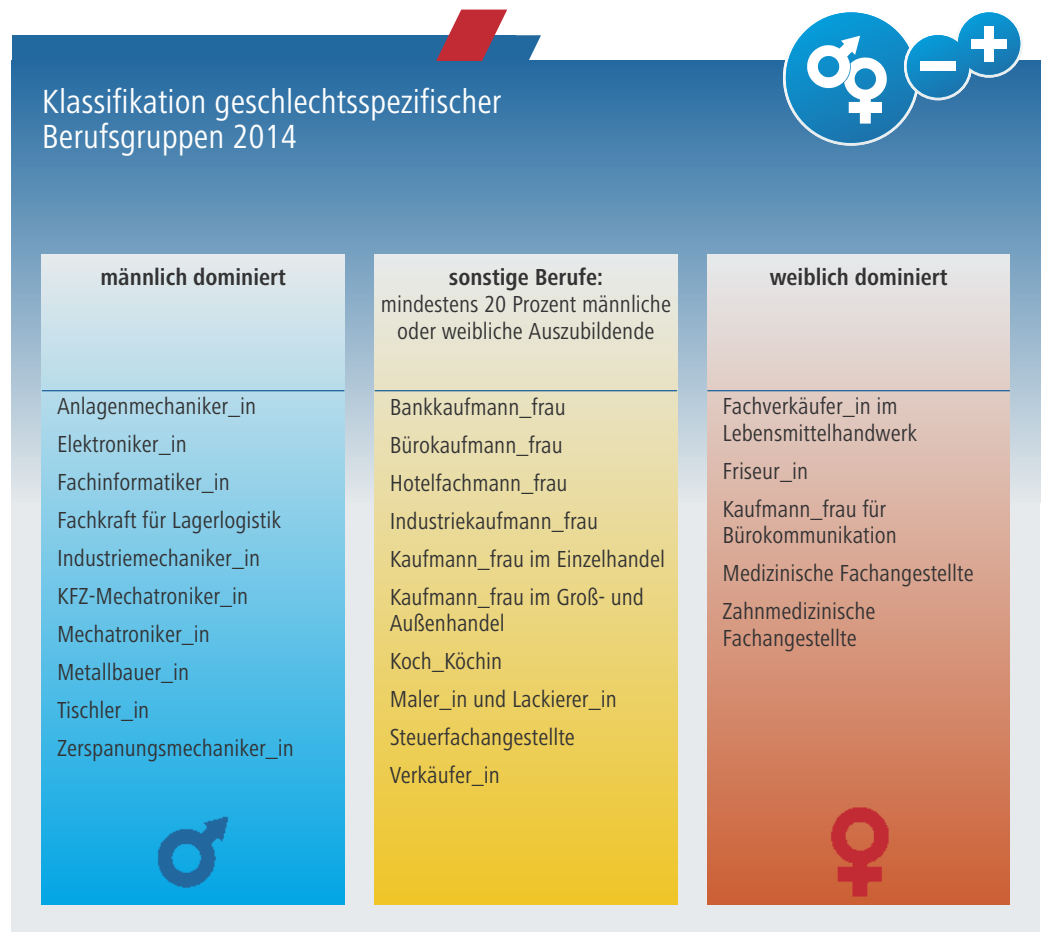 Klassifikation geschlechtsspezifischer
Berufsgruppen 2014
männlich dominiert
Anlagenmechaniker_in
Elektroniker_in
Fachinformatiker_in
Fachkraft für Lagerlogistik
Industriemechaniker_in
KFZ-Mechatroniker_in
Mechatroniker_in
Metallbauer_in
Tischler_in
Zerspanungsmechaniker_in
sonstige Berufe:
mindestens 20 Prozent männliche
oder weibliche Auszubildende
Bankkaufmann_frau
Bürokaufmann_frau
Hotelfachmann_frau
Industriekaufmann_frau
Kaufmann_frau im Einzelhandel
Kaufmann_frau im Groß- und
Außenhandel
Koch_Köchin
Maler_in und Lackierer_in
Steuerfachangestellte
Verkäufer_in
weiblich dominiert
Fachverkäufer_in im
Lebensmittelhandwerk
Friseur_in
Kaufmann_frau für
Bürokommunikation
Medizinische Fachangestellte
Zahnmedizinische
Fachangestellte